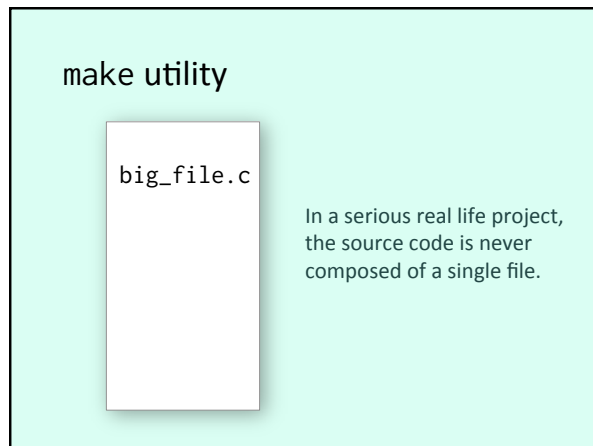 make utility
big_file.c
In a serious real life project,
the source code is never
composed of a single file.